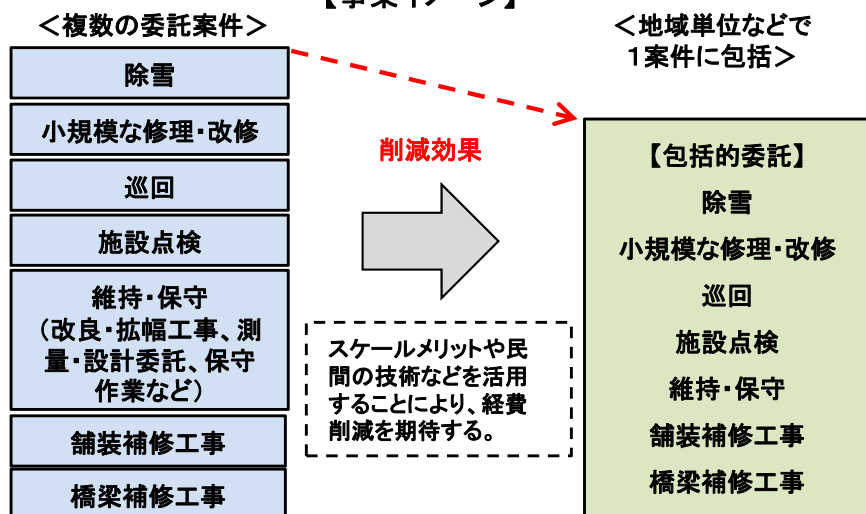 【事業イメージ】
＜複数の委託案件＞
除雪
小規模な修理・改修
巡回
施設点検
維持・保守
（改良・拡幅工事、測
量・設計委託、保守
作業など）
舗装補修工事
橋梁補修工事
削減効果
スケールメリットや民
間の技術などを活用
することにより、経費
削減を期待する。
＜地域単位などで
１案件に包括＞
【包括的委託】
除雪
小規模な修理・改修
巡回
施設点検
維持・保守
舗装補修工事
橋梁補修工事